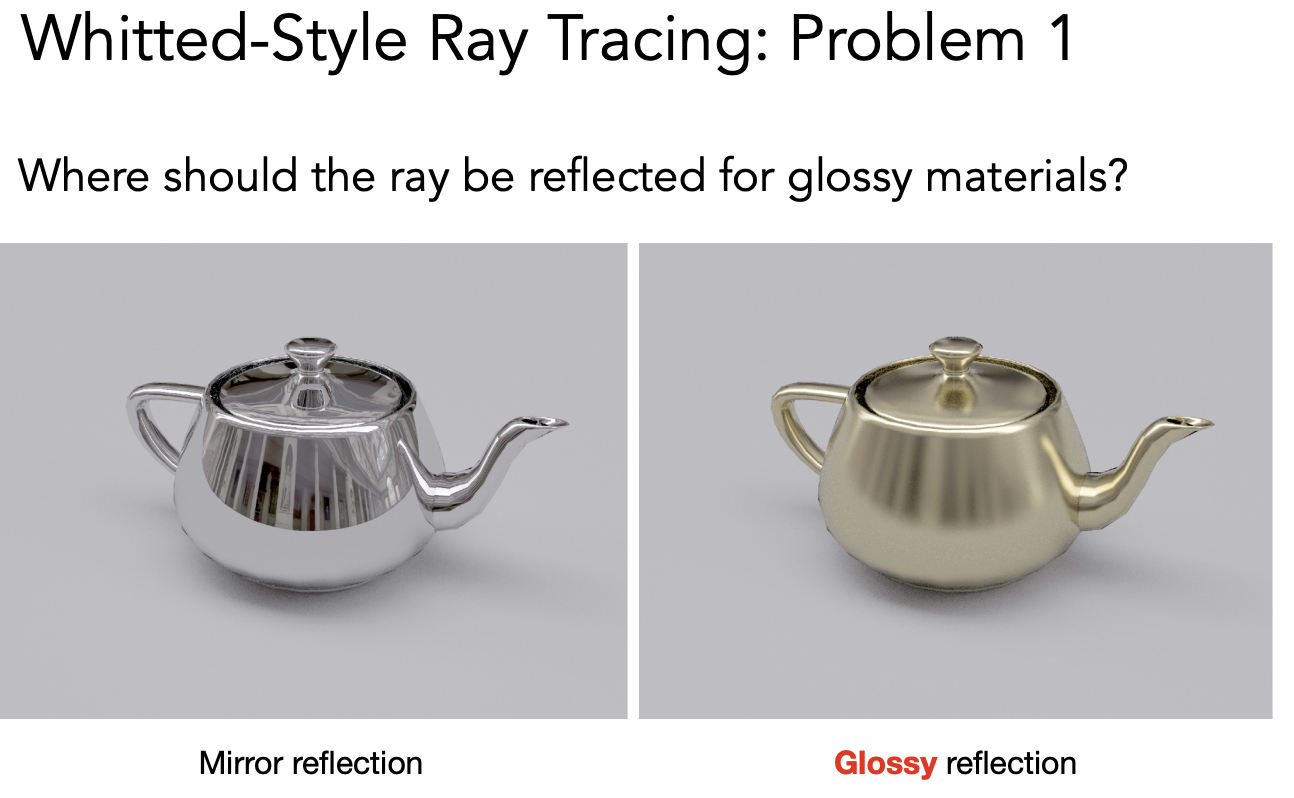 Whitted-Style Ray Tracing: Problem 1
Where should the ray be reflected for glossy materials?
Mirror reflection
Glossy reflection